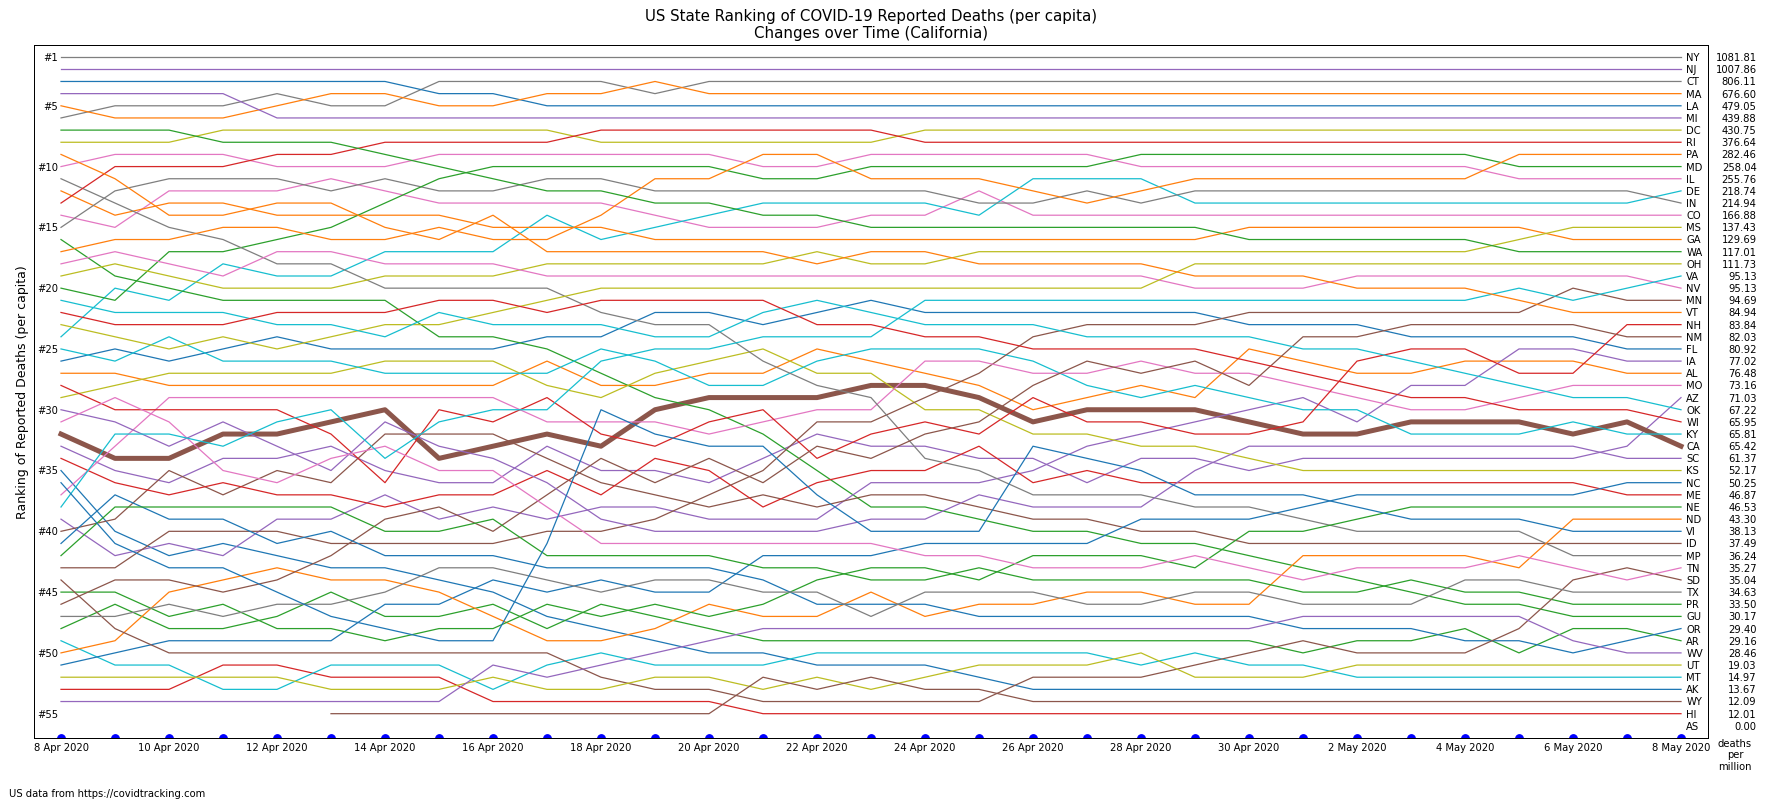 US State Ranking of COVID-19 Reported Deaths (per capita)
Changes over Time (California)
Ranking of Reported Deaths (per capita)
#1
#5
#10
#15
#20
#25
#30
#35
#40
#45
#50
#55
NY 1081.81
NJ 1007.86
CT 806.11
MA 676.60
LA 479.05
MI 439.88
DC 430.75
RI 376.64
PA 282.46
MD 258.04
IL 255.76
DE 218.74
IN 214.94
CO 166.88
MS 137.43
GA 129.69
WA 117.01
OH 111.73
VA 95.13
NV 95.13
MN 94.69
VT 84.94
NH 83.84
NM 82.03
FL 80.92
IA 77.02
AL 76.48
MO 73.16
AZ 71.03
OK 67.22
WI 65.95
KY 65.81
CA 65.42
SC 61.37
KS 52.17
NC 50.25
ME 46.87
NE 46.53
ND 43.30
VI 38.13
ID 37.49
MP 36.24
TN 35.27
SD 35.04
TX 34.63
PR 33.50
GU 30.17
OR 29.40
AR 29.16
WV 28.46
UT 19.03
MT 14.97
AK 13.67
WY 12.09
HI 12.01
AS 0.00
8 Apr 2020 10 Apr 2020 12 Apr 2020 14 Apr 2020 16 Apr 2020 18 Apr 2020 20 Apr 2020 22 Apr 2020 24 Apr 2020 26 Apr 2020 28 Apr 2020 30 Apr 2020 2 May 2020 4 May 2020 6 May 2020 8 May 2020
deaths
per
million
US data from https://covidtracking.com